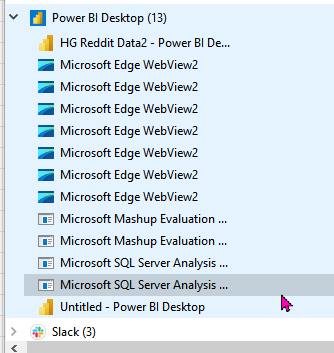 Power BI Desktop (13)
HG Reddit Data2 - Power BI De...
Microsoft Edge WebView2
Microsoft Edge WebView2
Microsoft Edge WebView2
Microsoft Edge WebView2
Microsoft Edge WebView2
Microsoft Edge WebView2
Microsoft Edge WebView2
Microsoft Mashup Evaluation ...
Microsoft Mashup Evaluation ...
Microsoft SQL Server Analysis ...
Microsoft SQL Server Analysis ...
Untitled - Power BI Desktop
Slack (3)